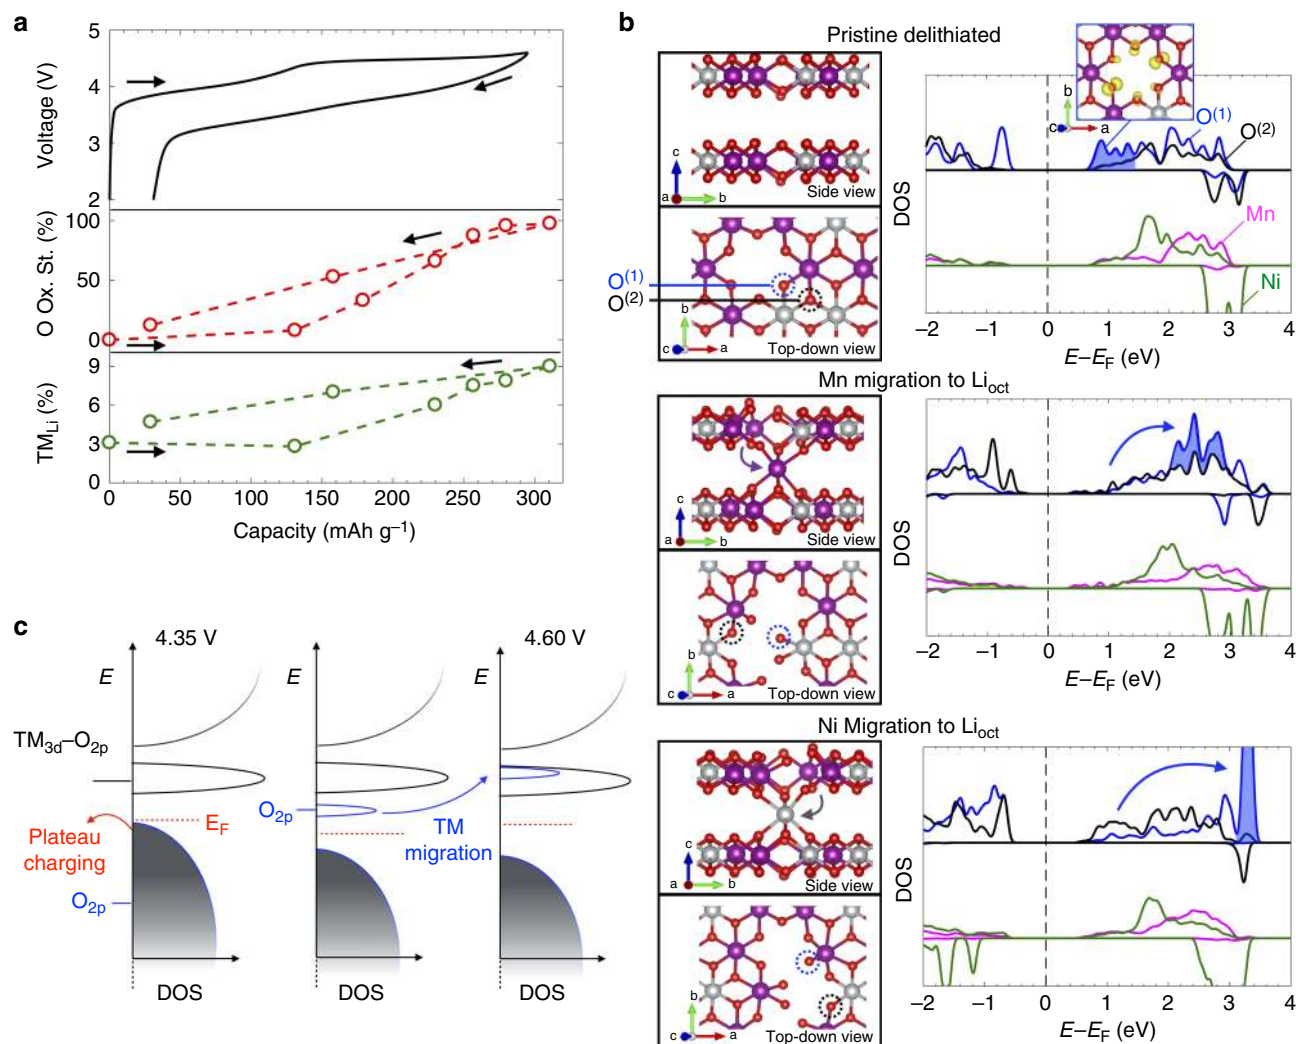 a
Voltage (V)
5
4
3
2
O Ox. St. (%)
100
50
0
TM_Li (%)
9
6
3
0
0 50 100 150 200 250 300
Capacity (mAh g⁻¹)
b
Pristine delithiated
c
a b
Side view
O⁽¹⁾
O⁽²⁾
b
c a
Top-down view
b
c a
O⁽¹⁾
O⁽²⁾
DOS
Mn
Ni
−2 −1 0 1 2 3 4
E−E_F (eV)
Mn migration to Li_oct
c
a b
Side view
b
c a
Top-down view
DOS
−2 −1 0 1 2 3 4
E−E_F (eV)
Ni Migration to Li_oct
c
a b
Side view
b
c a
Top-down view
DOS
−2 −1 0 1 2 3 4
E−E_F (eV)
c
4.35 V
4.60 V
E
E
E
TM_3d−O_2p
E_F
Plateau
charging
O_2p
O_2p
TM
migration
DOS
DOS
DOS